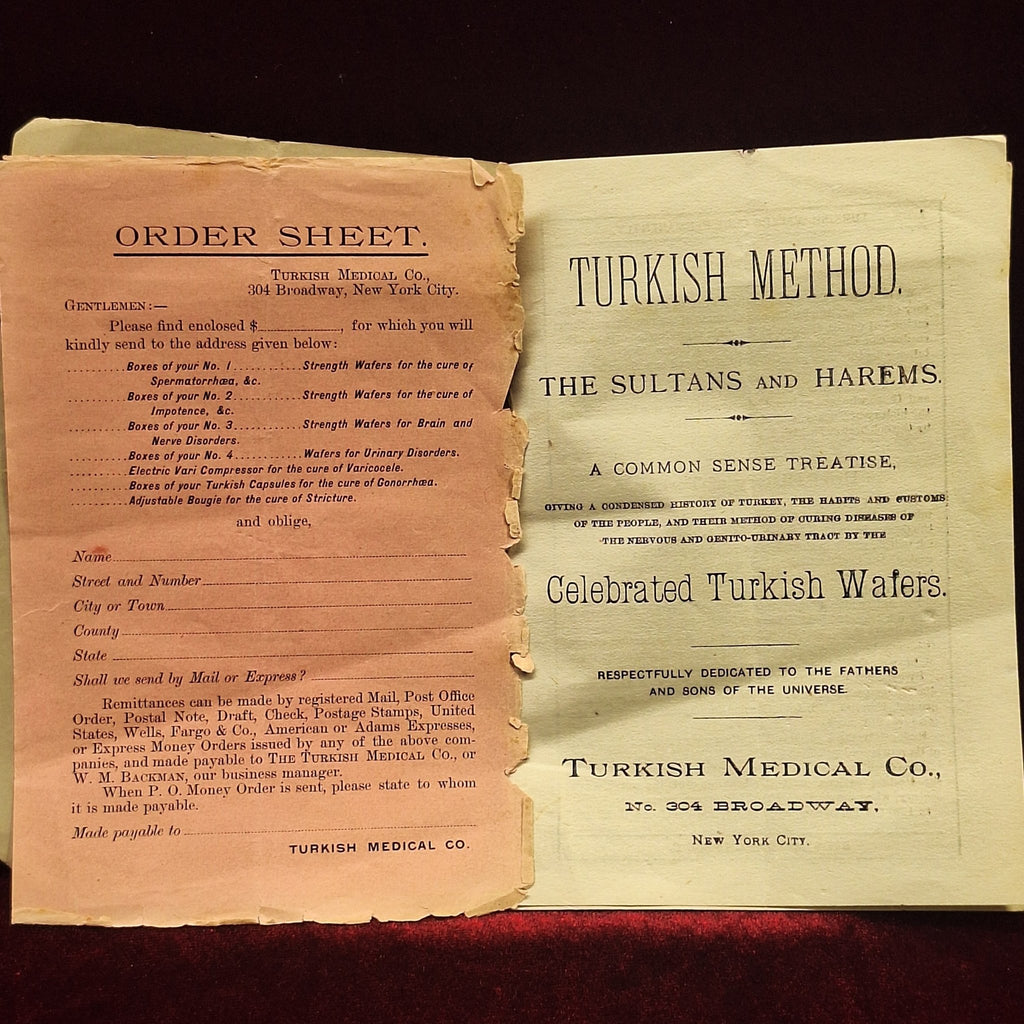 ORDER SHEET.
TURKISH MEDICAL CO.,
304 Broadway, New York City.
GENTLEMEN:—
Please find enclosed $, for which you will
kindly send to the address given below:
..........Boxes of your No. 1............Strength Wafers for the cure of
Spermatorrhœa, &c.
..........Boxes of your No. 2............Strength Wafers for the cure of
Impotence, &c.
..........Boxes of your No. 3............Strength Wafers for Brain and
Nerve Disorders.
..........Boxes of your No. 4............Wafers for Urinary Disorders.
..........Electric Vari Compressor for the cure of Varicocele.
..........Boxes of your Turkish Capsules for the cure of Gonorrhœa.
..........Adjustable Bougie for the cure of Stricture.
and oblige,
Name
Street and Number
City or Town
County
State
Shall we send by Mail or Express?
Remittances can be made by registered Mail, Post Office
Order, Postal Note, Draft, Check, Postage Stamps, United
States, Wells, Fargo & Co., American or Adams Expresses,
or Express Money Orders issued by any of the above com-
panies, and made payable to THE TURKISH MEDICAL CO., or
W. M. BACKMAN, our business manager.
When P. O. Money Order is sent, please state to whom
it is made payable.
Made payable to
TURKISH MEDICAL CO.
TURKISH METHOD.
THE SULTANS AND HAREMS.
A COMMON SENSE TREATISE,
GIVING A CONDENSED HISTORY OF TURKEY, THE HABITS AND CUSTOMS
OF THE PEOPLE, AND THEIR METHOD OF CURING DISEASES OF
THE NERVOUS AND GENITO-URINARY TRACT BY THE
Celebrated Turkish Wafers.
RESPECTFULLY DEDICATED TO THE FATHERS
AND SONS OF THE UNIVERSE.
TURKISH MEDICAL CO.,
No. 304 BROADWAY,
NEW YORK CITY.